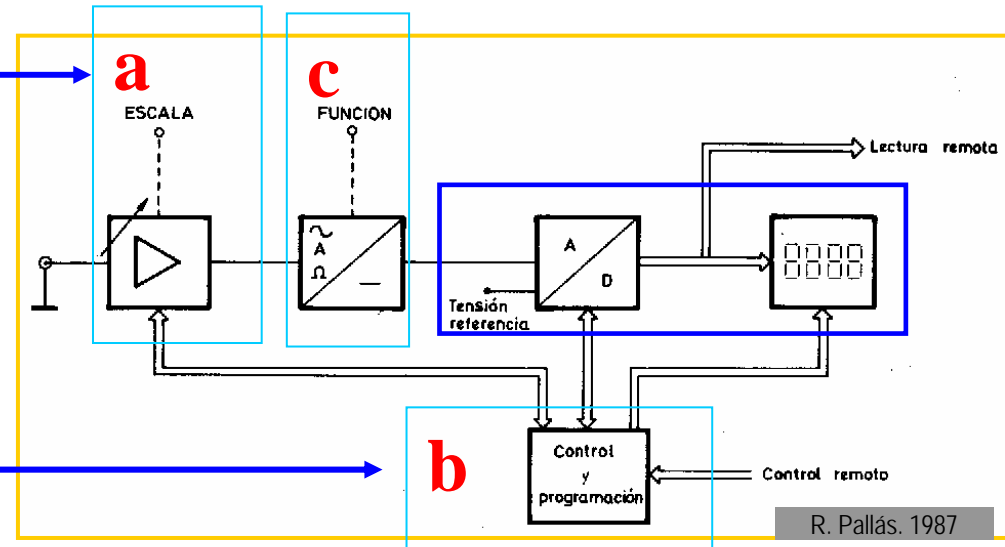 a
c
ESCALA
FUNCION
Lectura remota
A
Ω
A
D
Tensión
referencia
b
Control
y
programación
Control remoto
R. Pallás. 1987